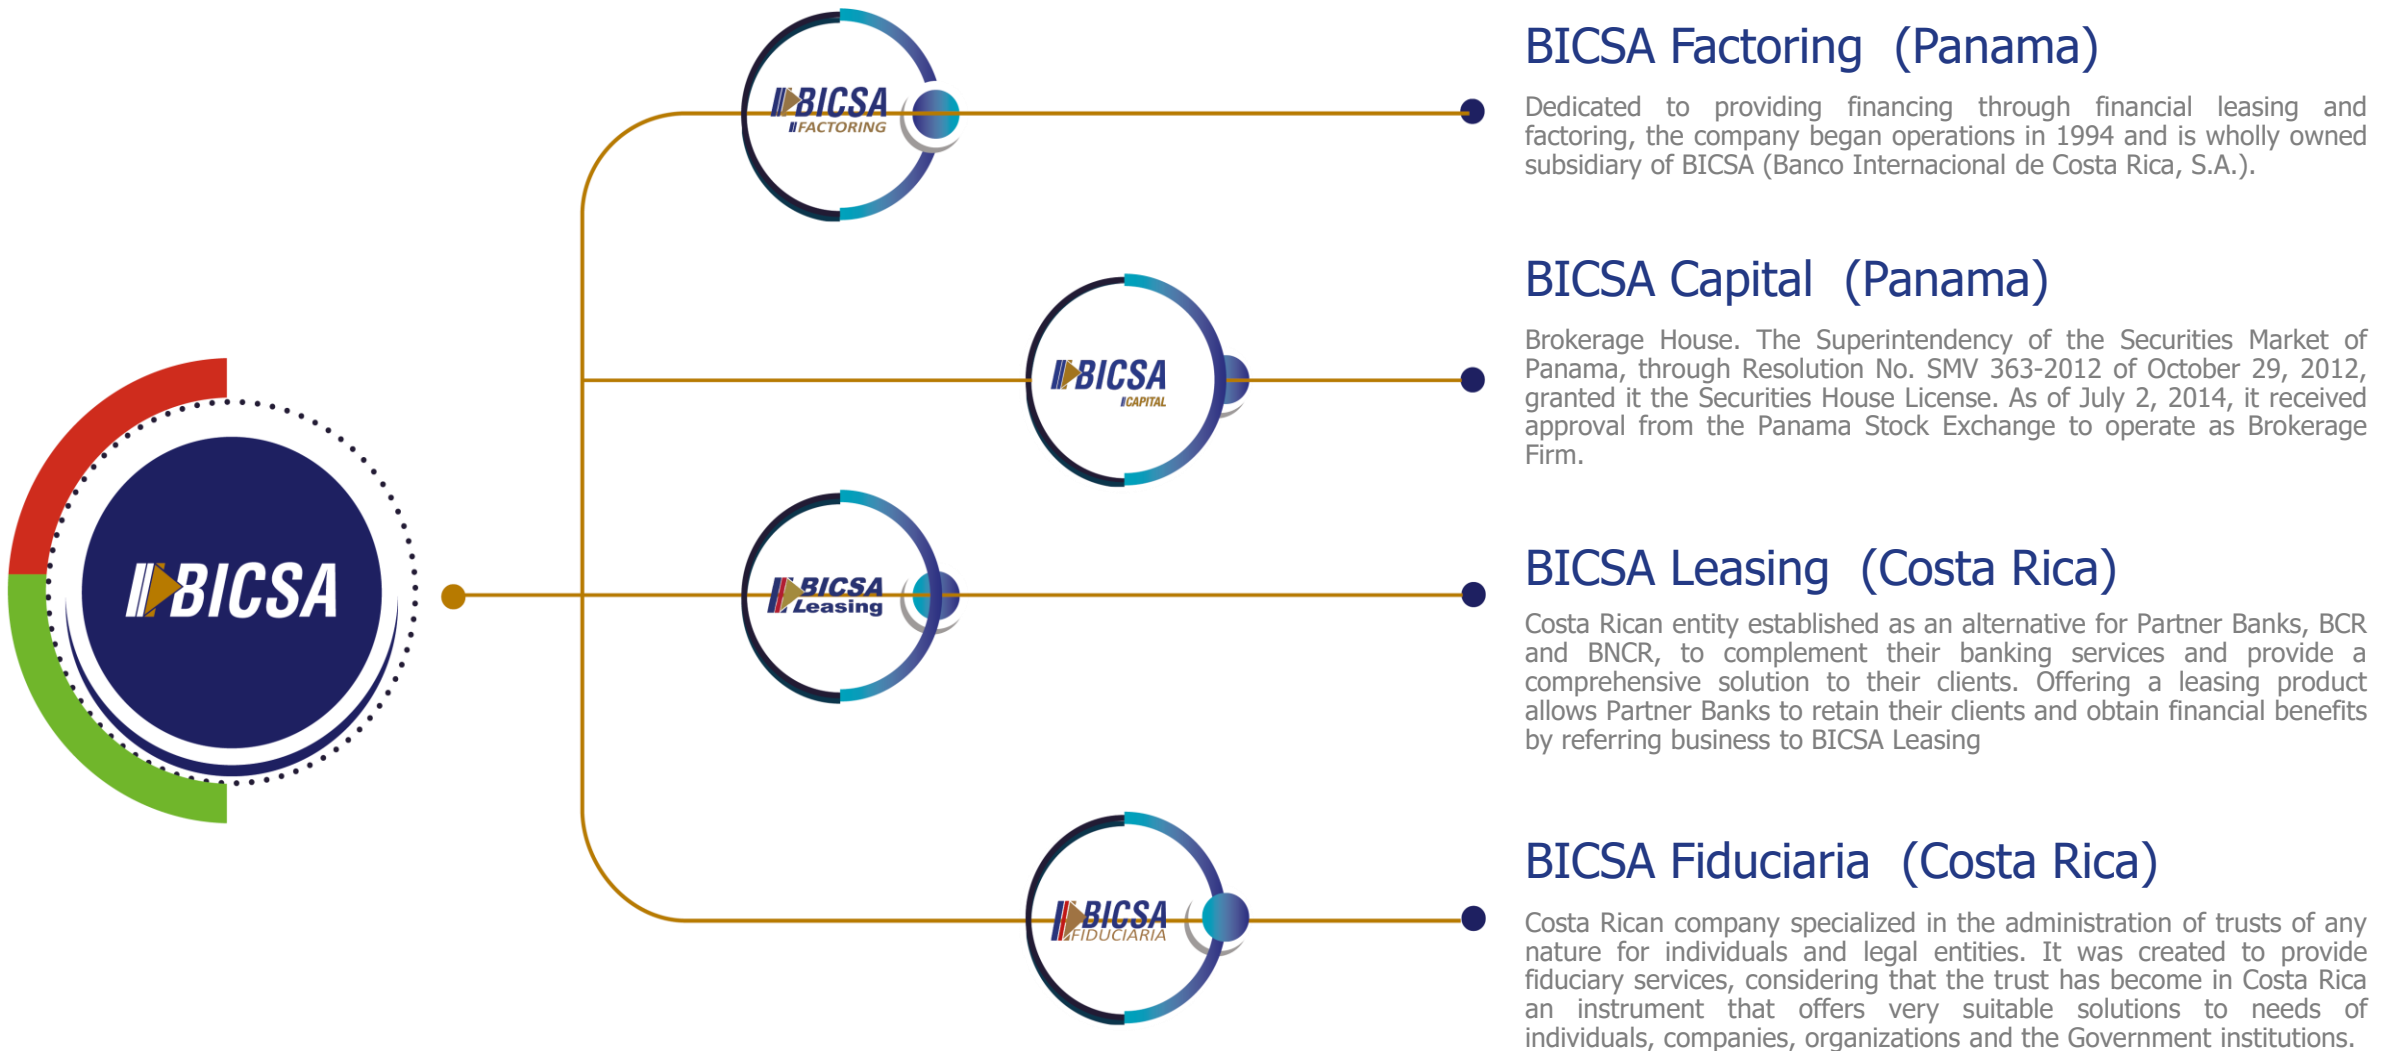 BICSA
BICSA
FACTORING
BICSA
CAPITAL
BICSA
Leasing
BICSA
FIDUCIARIA
BICSA Factoring (Panama)
Dedicated to providing financing through financial leasing and
factoring, the company began operations in 1994 and is wholly owned
subsidiary of BICSA (Banco Internacional de Costa Rica, S.A.).
BICSA Capital (Panama)
Brokerage House. The Superintendency of the Securities Market of
Panama, through Resolution No. SMV 363-2012 of October 29, 2012,
granted it the Securities House License. As of July 2, 2014, it received
approval from the Panama Stock Exchange to operate as Brokerage
Firm.
BICSA Leasing (Costa Rica)
Costa Rican entity established as an alternative for Partner Banks, BCR
and BNCR, to complement their banking services and provide a
comprehensive solution to their clients. Offering a leasing product
allows Partner Banks to retain their clients and obtain financial benefits
by referring business to BICSA Leasing
BICSA Fiduciaria (Costa Rica)
Costa Rican company specialized in the administration of trusts of any
nature for individuals and legal entities. It was created to provide
fiduciary services, considering that the trust has become in Costa Rica
an instrument that offers very suitable solutions to needs of
individuals, companies, organizations and the Government institutions.